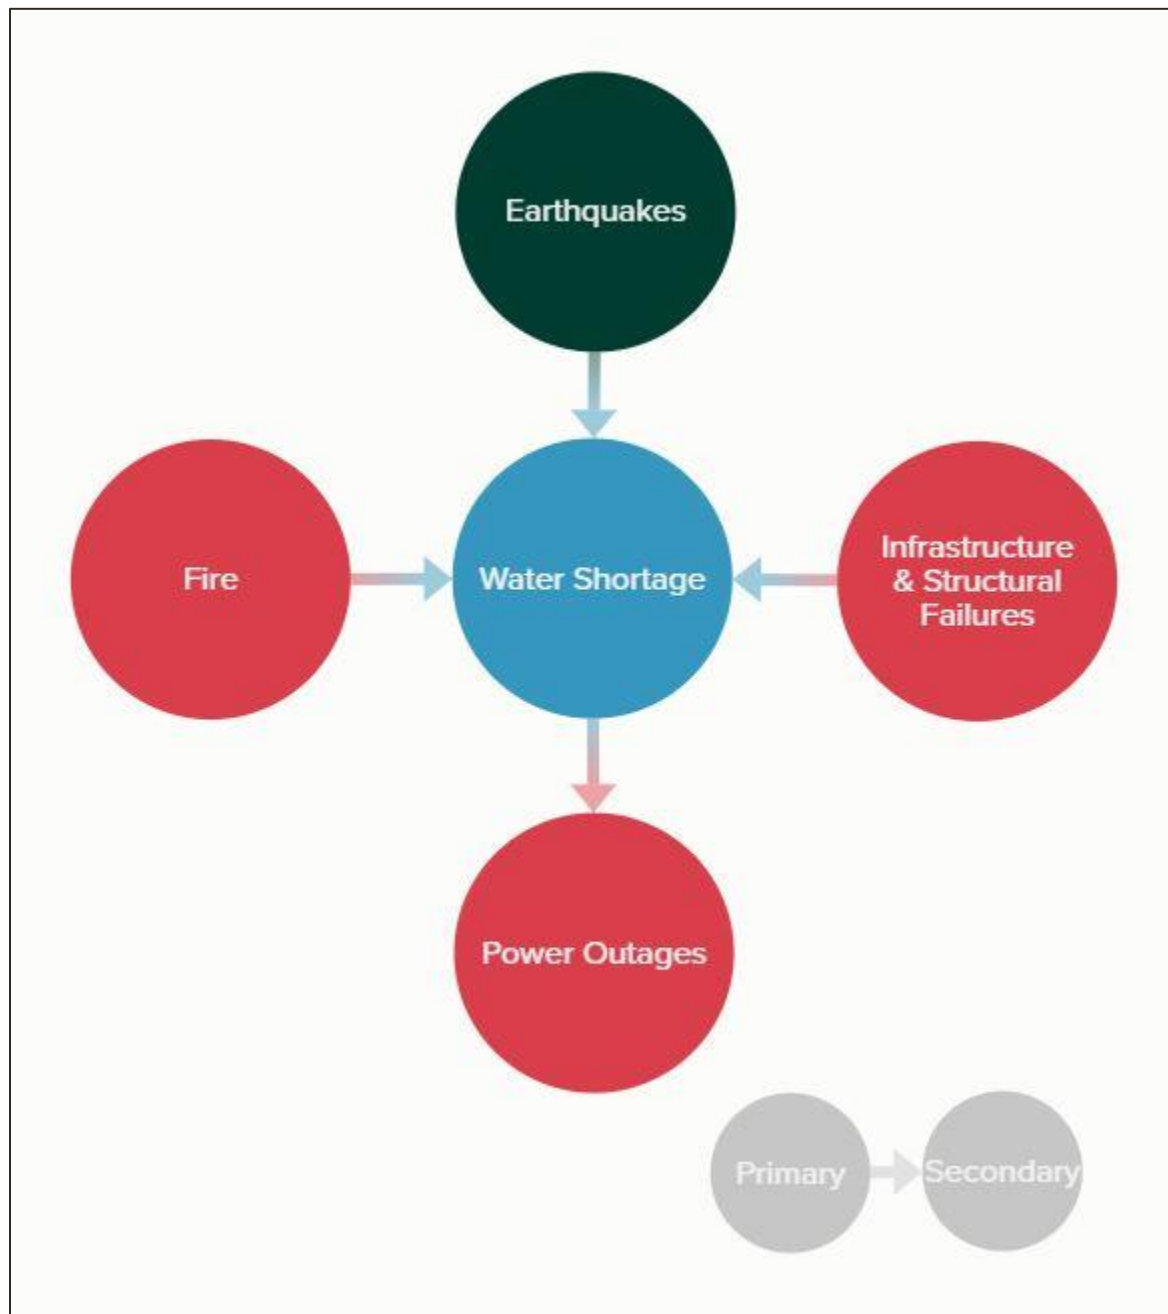 Earthquakes
Fire
Water Shortage
Infrastructure
& Structural
Failures
Power Outages
Primary
Secondary